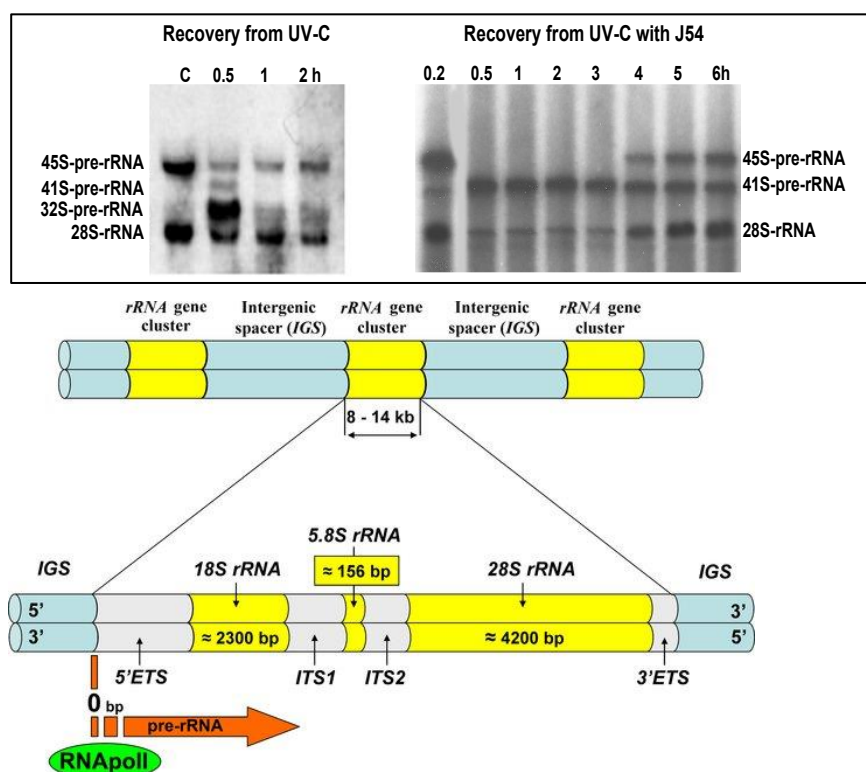 Recovery from UV-C
Recovery from UV-C with J54
C 0.5 1 2 h
0.2 0.5 1 2 3 4 5 6h
45S-pre-rRNA
41S-pre-rRNA
32S-pre-rRNA
28S-rRNA
45S-pre-rRNA
41S-pre-rRNA
28S-rRNA
rRNA gene
cluster
Intergenic
spacer (IGS)
rRNA gene
cluster
Intergenic
spacer (IGS)
rRNA gene
cluster
8 - 14 kb
IGS
18S rRNA
5.8S rRNA
≈ 156 bp
28S rRNA
IGS
5’
3’
3’
5’
≈ 2300 bp
≈ 4200 bp
5’ETS
ITS1
ITS2
3’ETS
0 bp
pre-rRNA
RNApolI